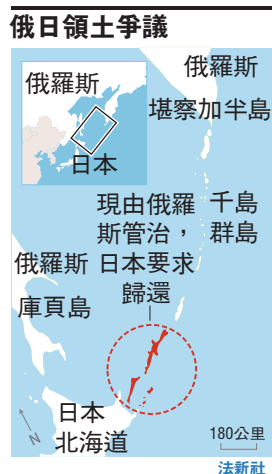 俄日領土爭議
俄羅斯
日本
俄羅斯
堪察加半島
現由俄羅
斯管治，
日本要求
歸還
千島
群島
俄羅斯
庫頁島
日本
北海道
N
180公里
法新社